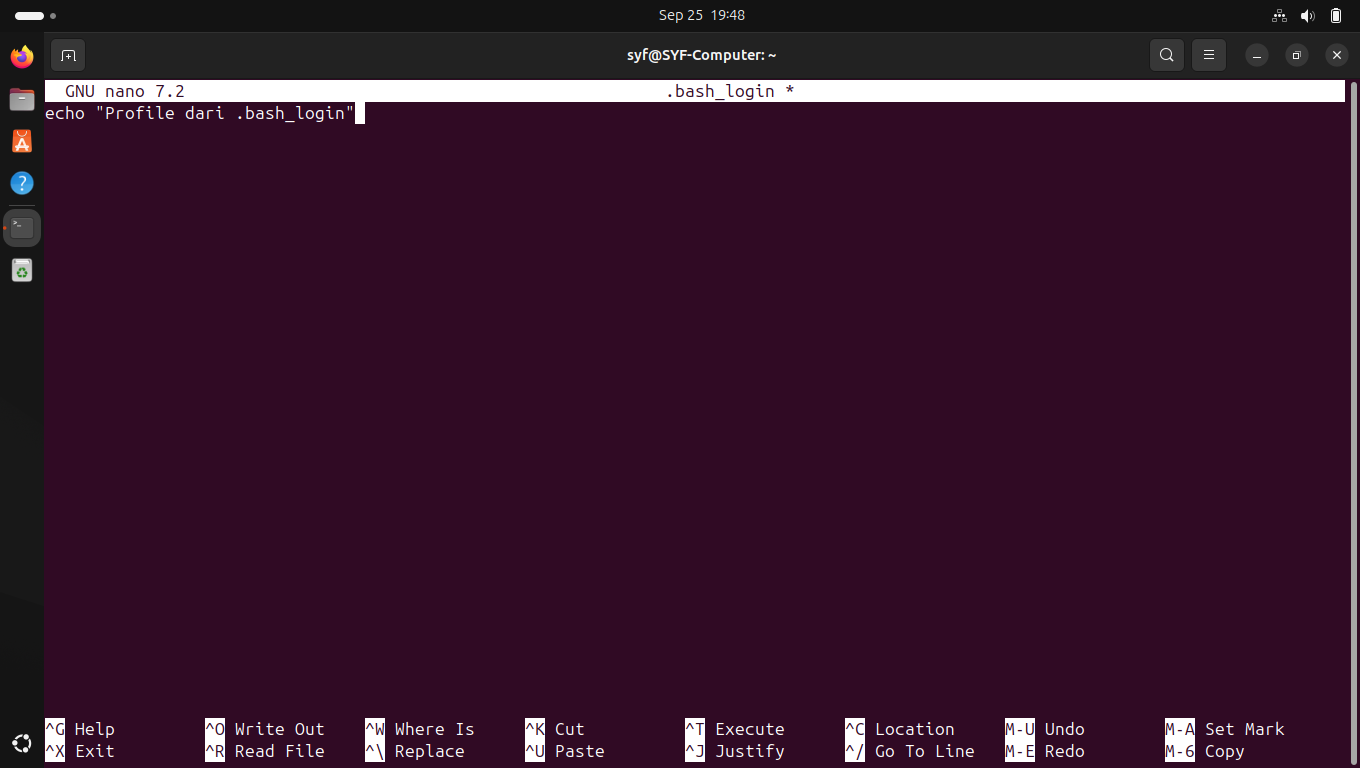 Sep 25 19:48
syf@SYF-Computer: ~
GNU nano 7.2 .bash_login *
echo "Profile dari .bash_login"
^G Help ^O Write Out ^W Where Is ^K Cut ^T Execute ^C Location M-U Undo M-A Set Mark
^X Exit ^R Read File ^\ Replace ^U Paste ^J Justify ^/ Go To Line M-E Redo M-6 Copy